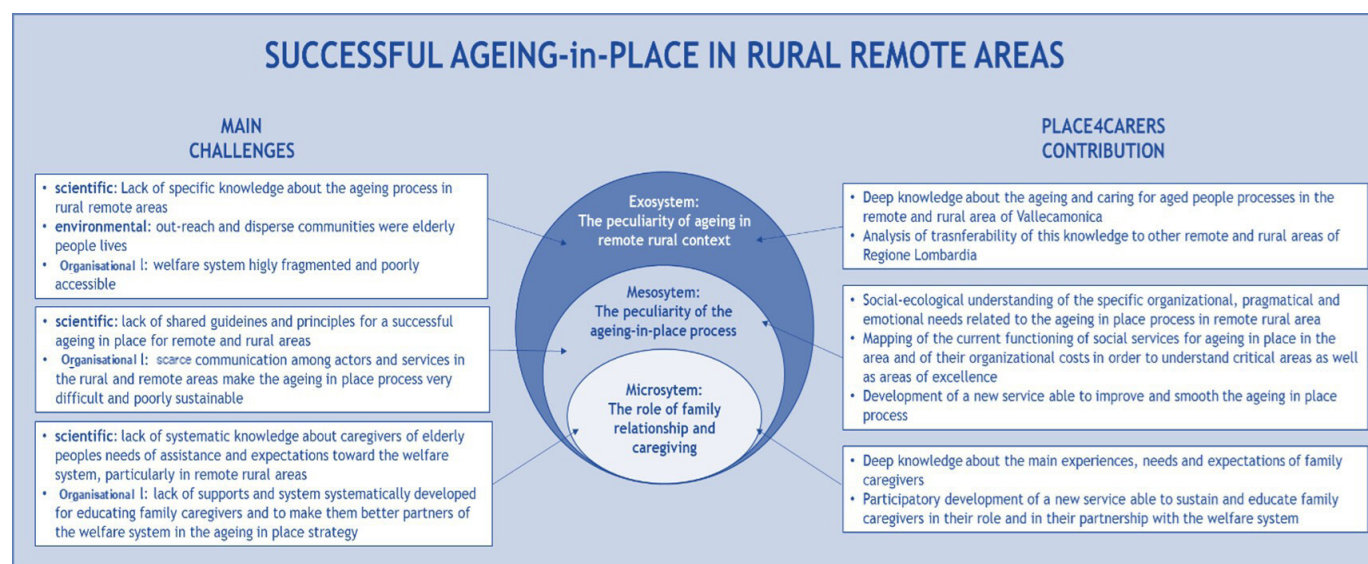 SUCCESSFUL AGEING-in-PLACE IN RURAL REMOTE AREAS
MAIN
CHALLENGES
• scientific: Lack of specific knowledge about the ageing process in
rural remote areas
• environmental: out-reach and disperse communities were elderly
people lives
• Organisational l: welfare system higly fragmented and poorly
accessible
• scientific: lack of shared guideines and principles for a successful
ageing in place for remote and rural areas
• Organisational l: scarce communication among actors and services in
the rural and remote areas make the ageing in place process very
difficult and poorly sustainable
• scientific: lack of systematic knowledge about caregivers of elderly
peoples needs of assistance and expectations toward the welfare
system, particularly in remote rural areas
• Organisational l: lack of supports and system systematically developed
for educating family caregivers and to make them better partners of
the welfare system in the ageing in place strategy
Exosystem:
The peculiarity of ageing in
remote rural context
Mesosytem:
The peculiarity of the
ageing-in-place process
Microsytem:
The role of family
relationship and
caregiving
PLACE4CARERS
CONTRIBUTION
• Deep knowledge about the ageing and caring for aged people processes in the
remote and rural area of Vallecamonica
• Analysis of trasnferability of this knowledge to other remote and rural areas of
Regione Lombardia
• Social-ecological understanding of the specific organizational, pragmatical and
emotional needs related to the ageing in place process in remote rural area
• Mapping of the current functioning of social services for ageing in place in the
area and of their organizational costs in order to understand critical areas as well
as areas of excellence
• Development of a new service able to improve and smooth the ageing in place
process
• Deep knowledge about the main experiences, needs and expectations of family
caregivers
• Participatory development of a new service able to sustain and educate family
caregivers in their role and in their partnership with the welfare system